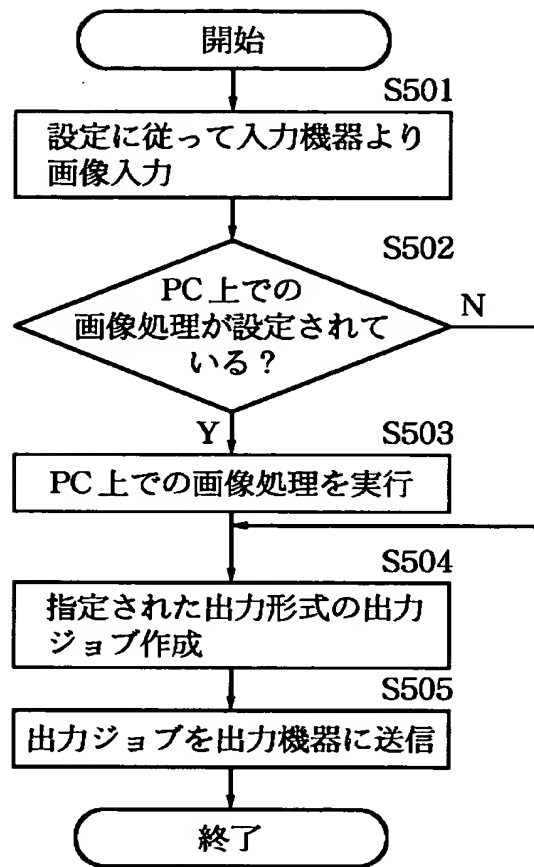 開始
S501
設定に従って入力機器より
画像入力
S502
PC上での
画像処理が設定されて
いる？
N
Y
S503
PC上での画像処理を実行
S504
指定された出力形式の出力
ジョブ作成
S505
出力ジョブを出力機器に送信
終了